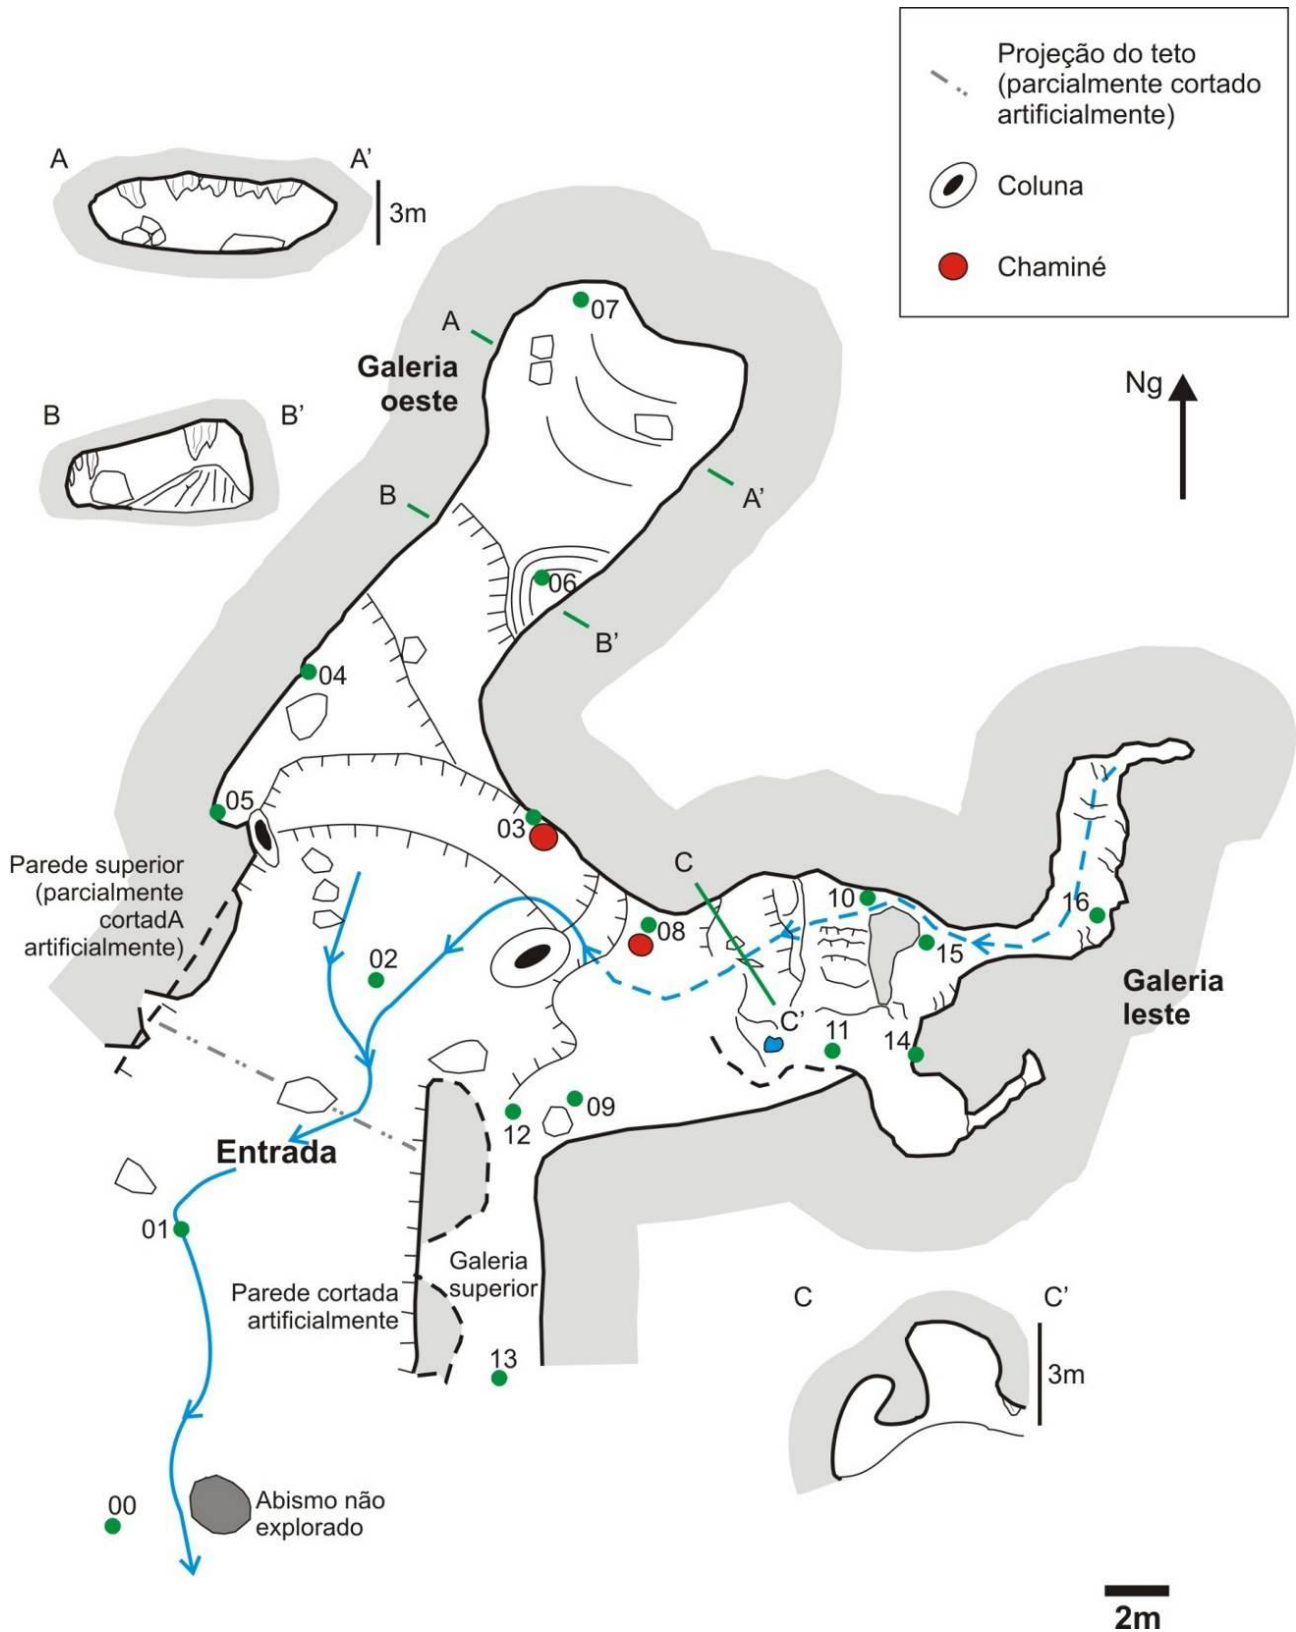 Projeção do teto
(parcialmente cortado
artificialmente)
Coluna
Chaminé
A
A’
3m
B
B’
Ng
07
A
Galeria
oeste
A’
B
06
B’
04
05
03
Parede superior
(parcialmente
cortadA
artificialmente)
C
08
10
16
15
02
Galeria
leste
C’
11
14
09
12
Entrada
01
Galeria
superior
Parede cortada
artificialmente
C
C’
3m
13
00
Abismo não
explorado
2m